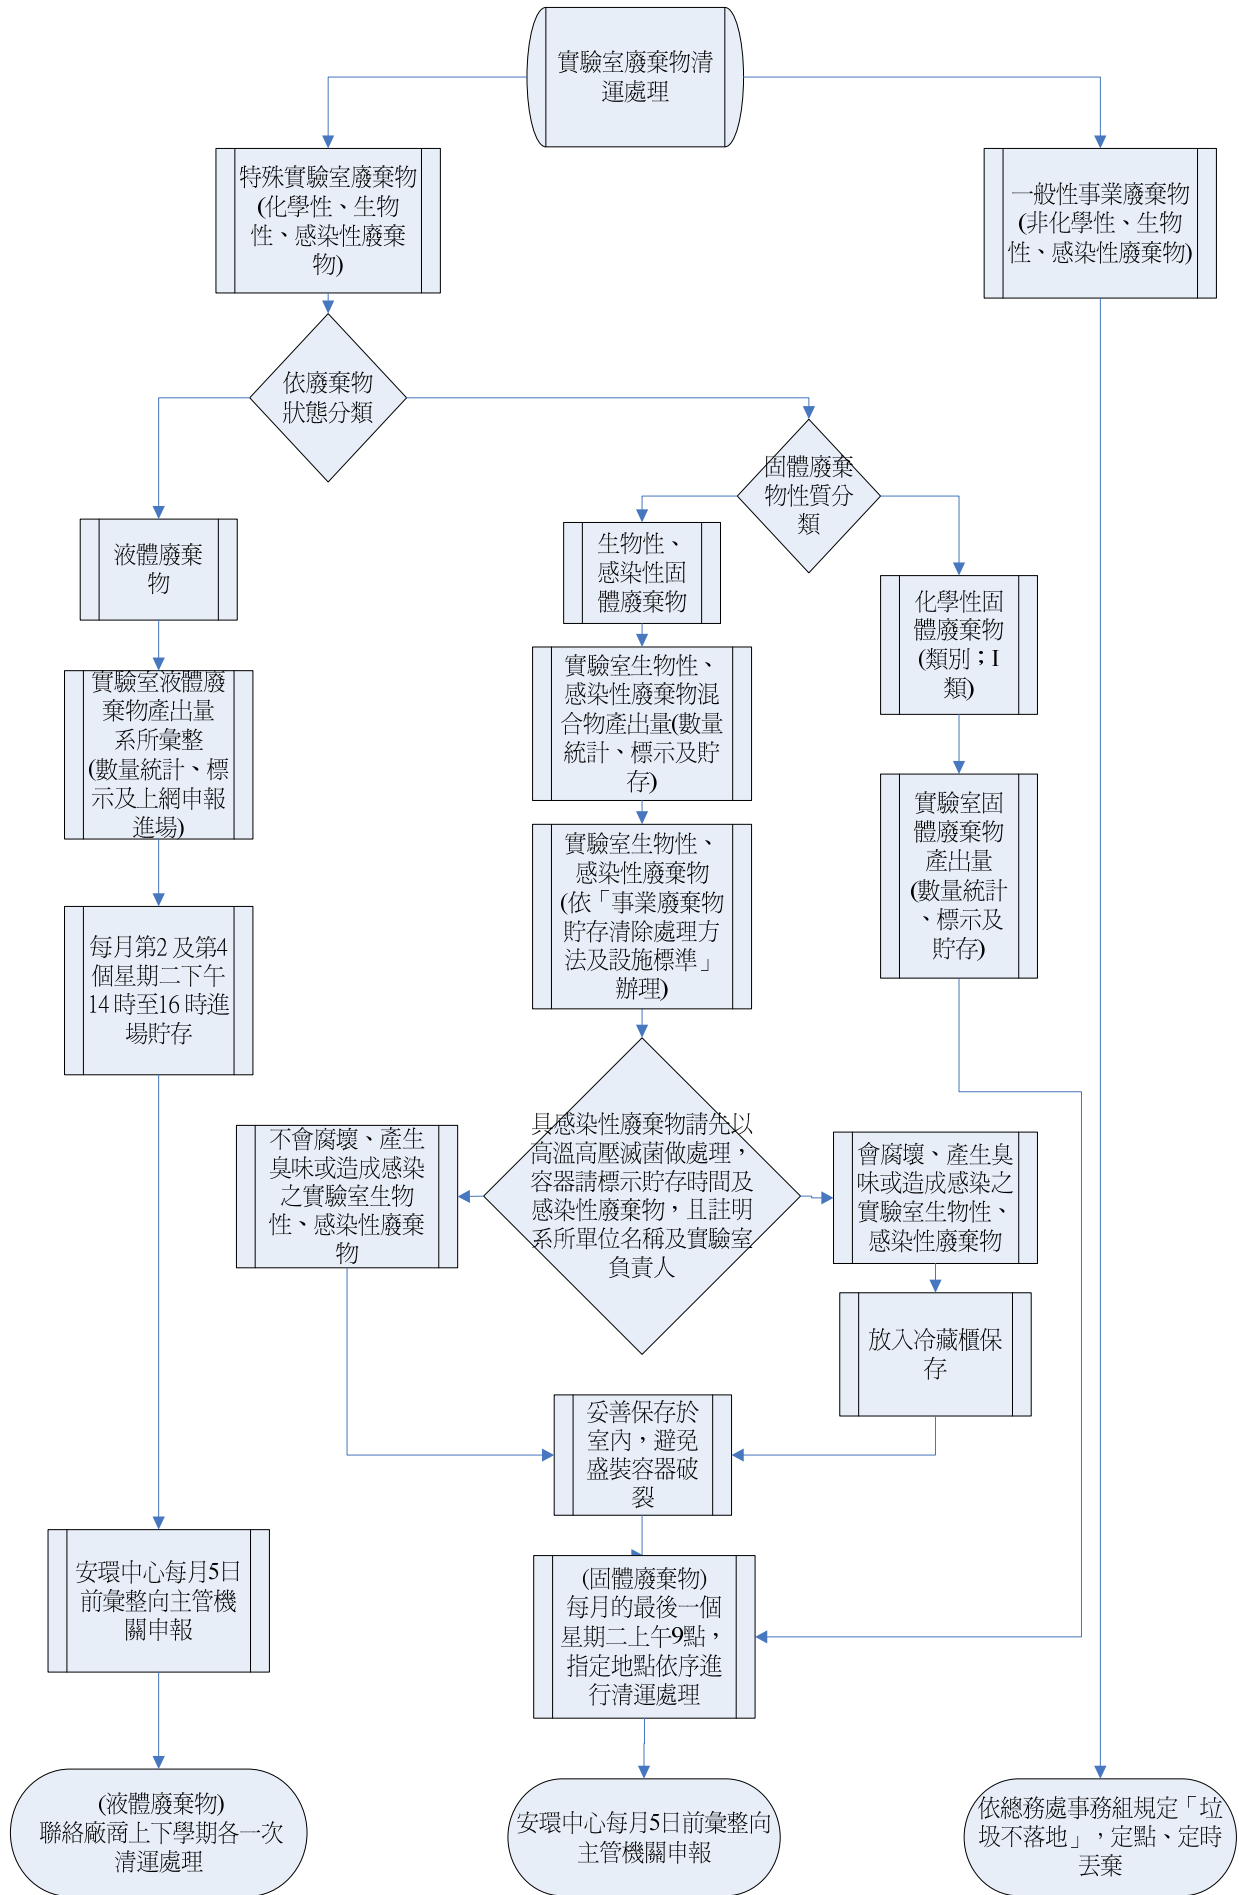 實驗室廢棄物清
運處理
特殊實驗室廢棄物
(化學性、生物
性、感染性廢棄
物)
一般性事業廢棄物
(非化學性、生物
性、感染性廢棄物)
依廢棄物
狀態分類
固體廢棄
物性質分
類
液體廢棄
物
生物性、
感染性固
體廢棄物
化學性固
體廢棄物
(類別；I
類)
實驗室液體廢
棄物產出量
系所彙整
(數量統計、標
示及上網申報
進場)
實驗室生物性、
感染性廢棄物混
合物產出量(數量
統計、標示及貯
存)
實驗室固
體廢棄物
產出量
(數量統計
、標示及
貯存)
實驗室生物性、
感染性廢棄物
(依「事業廢棄物
貯存清除處理方
法及設施標準」
辦理)
每月第2 及第4
個星期二下午
14 時至16 時進
場貯存
不會腐壞、產生
臭味或造成感染
之實驗室生物
性、感染性廢棄
物
具感染性廢棄物請先以
高溫高壓滅菌做處理，
容器請標示貯存時間及
感染性廢棄物，且註明
系所單位名稱及實驗室
負責人
會腐壞、產生臭
味或造成感染之
實驗室生物性、
感染性廢棄物
放入冷藏櫃保
存
妥善保存於
室內，避免
盛裝容器破
裂
安環中心每月5日
前彙整向主管機
關申報
(固體廢棄物)
每月的最後一個
星期二上午9點，
指定地點依序進
行清運處理
(液體廢棄物)
聯絡廠商上下學期各一次
清運處理
安環中心每月5日前彙整向
主管機關申報
依總務處事務組規定「垃
圾不落地」，定點、定時
丟棄